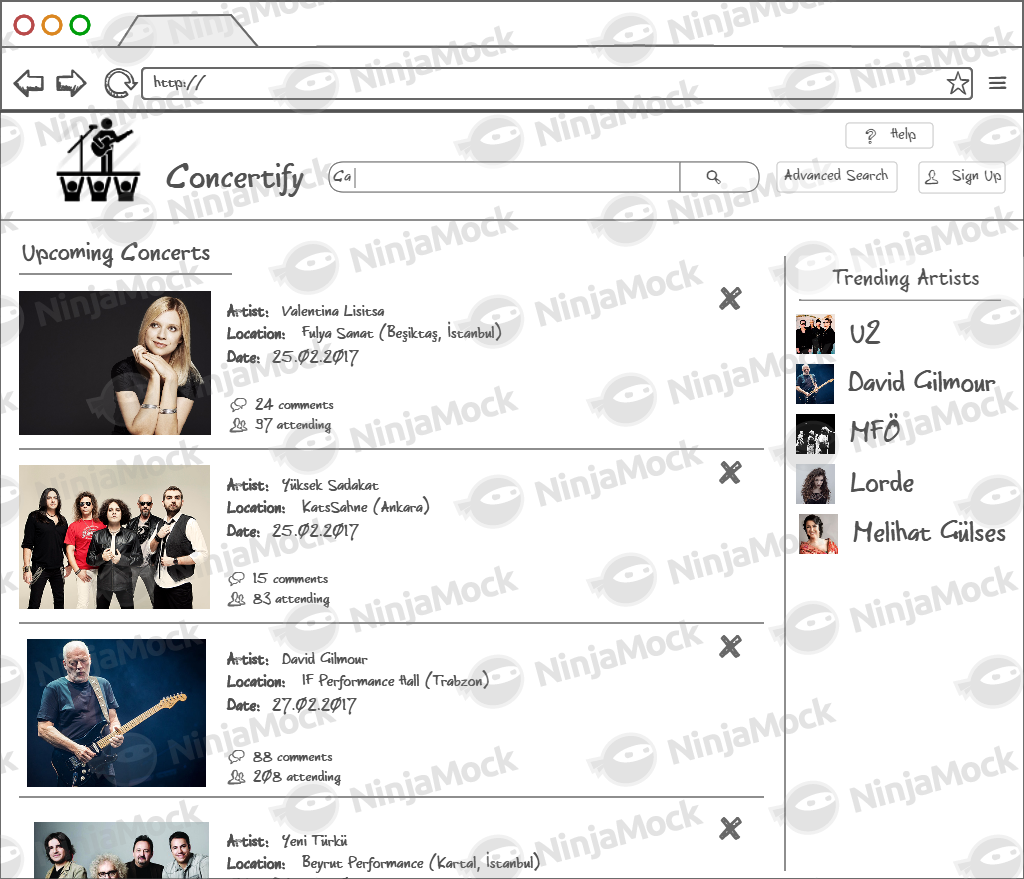 http://
? Help
Concertify
Ca
Advanced Search
Sign Up
Upcoming Concerts
Artist: Valentina Lisitsa
Location: Fulya Sanat (Beşiktaş, İstanbul)
Date: 25.02.2017
24 comments
97 attending
Artist: Yüksek Sadakat
Location: KatsSahne (Ankara)
Date: 25.02.2017
15 comments
83 attending
Artist: David Gilmour
Location: IF Performance Hall (Trabzon)
Date: 27.02.2017
88 comments
208 attending
Artist: Yeni Türkü
Location: Beyrut Performance (Kartal, İstanbul)
Trending Artists
U2
David Gilmour
MFÖ
Lorde
Melihat Gülses
NinjaMock